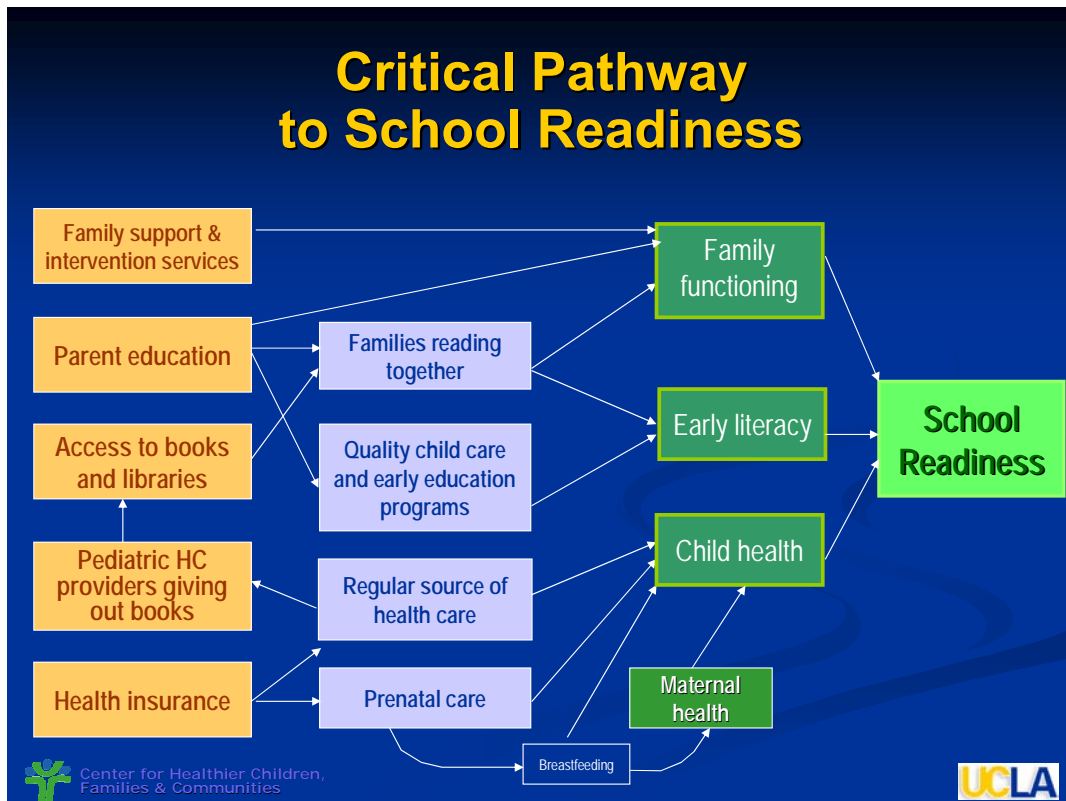 Critical Pathway
to School Readiness
Family support &
intervention services
Parent education
Access to books
and libraries
Pediatric HC
providers giving
out books
Health insurance
Families reading
together
Quality child care
and early education
programs
Regular source of
health care
Prenatal care
Breastfeeding
Family
functioning
Early literacy
Child health
Maternal
health
School
Readiness
Center for Healthier Children,
Families & Communities
UCLA